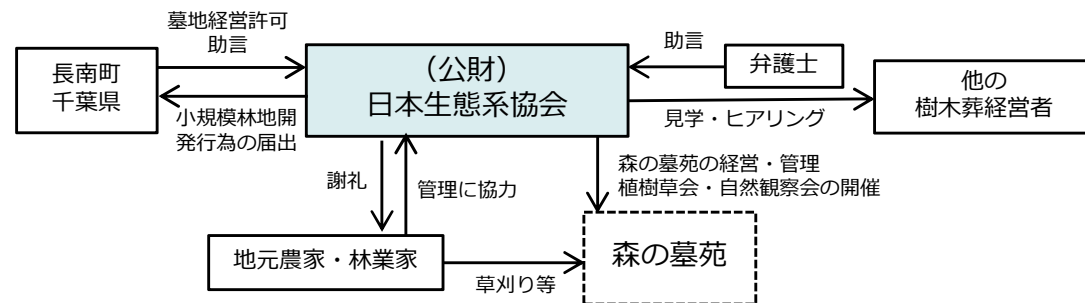 墓地経営許可
助言
長南町
千葉県
小規模林地開
発行為の届出
（公財）
日本生態系協会
助言
弁護士
見学・ヒアリング
他の
樹木葬経営者
謝礼
管理に協力
森の墓苑の経営・管理
植樹草会・自然観察会の開催
地元農家・林業家
草刈り等
森の墓苑